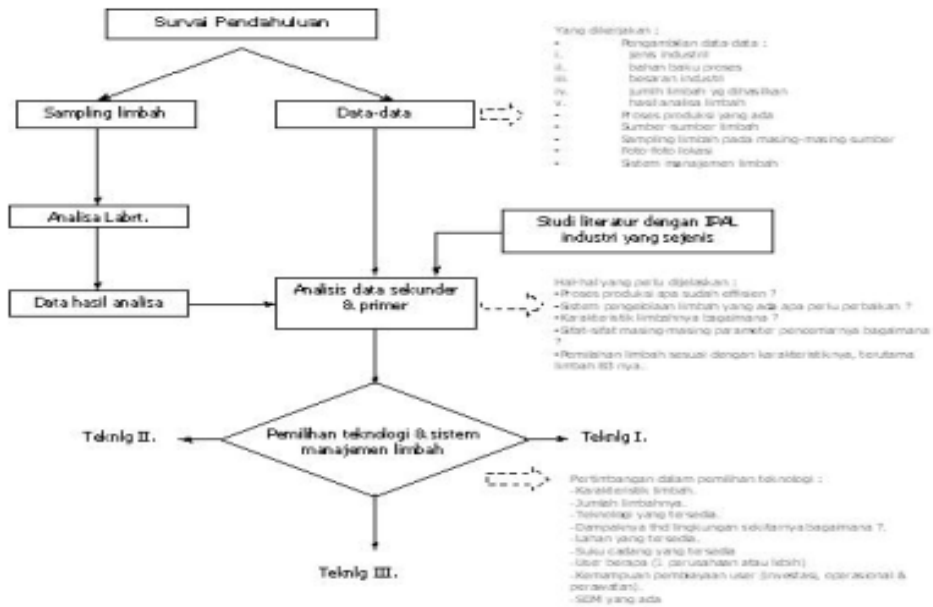 Survai Pendahuluan
Yang dikerjakan :
• Pengambilan data-data :
i. jenis industri
ii. bahan baku proses
iii. besaran industri
iv. jumlh limbah yg dihasilkan
v. hasil analisa limbah
• Proses produksi yang ada
• Sumber-sumber limbah
• Sampling limbah pada masing-masing sumber
• Foto-foto lokasi
• Sistem manajemen limbah
Sampling limbah
Data-data
Analisa Labrt.
Studi literatur dengan IPAL
industri yang sejenis
Data hasil analisa
Analisis data sekunder
& primer
Hal-hal yang perlu dijelaskan :
•Proses produksi apa sudah effisien ?
•Sistem pengelolaan limbah yang ada apa perlu perbaikan ?
•Karakteristik limbahnya bagaimana ?
•Sifat-sifat masing-masing parameter pencemarnya bagaimana
?
•Pemilahan limbah sesuai dengan karakteristiknya, terutama
limbah B3 nya.
Teknlg II.
Pemilihan teknologi & sistem
manajemen limbah
Teknlg I.
Teknlg III.
Pertimbangan dalam pemilihan teknologi :
-Karakteristik limbah.
-Jumlah limbahnya.
-Teknologi yang tersedia.
-Dampaknya thd lingkungan sekitarnya bagaimana ?.
-Lahan yang tersedia.
-Suku cadang yang tersedia
-User berapa (1 perusahaan atau lebih)
-Kemampuan pembiayaan user (investasi, operasional &
perawatan).
-SDM yang ada